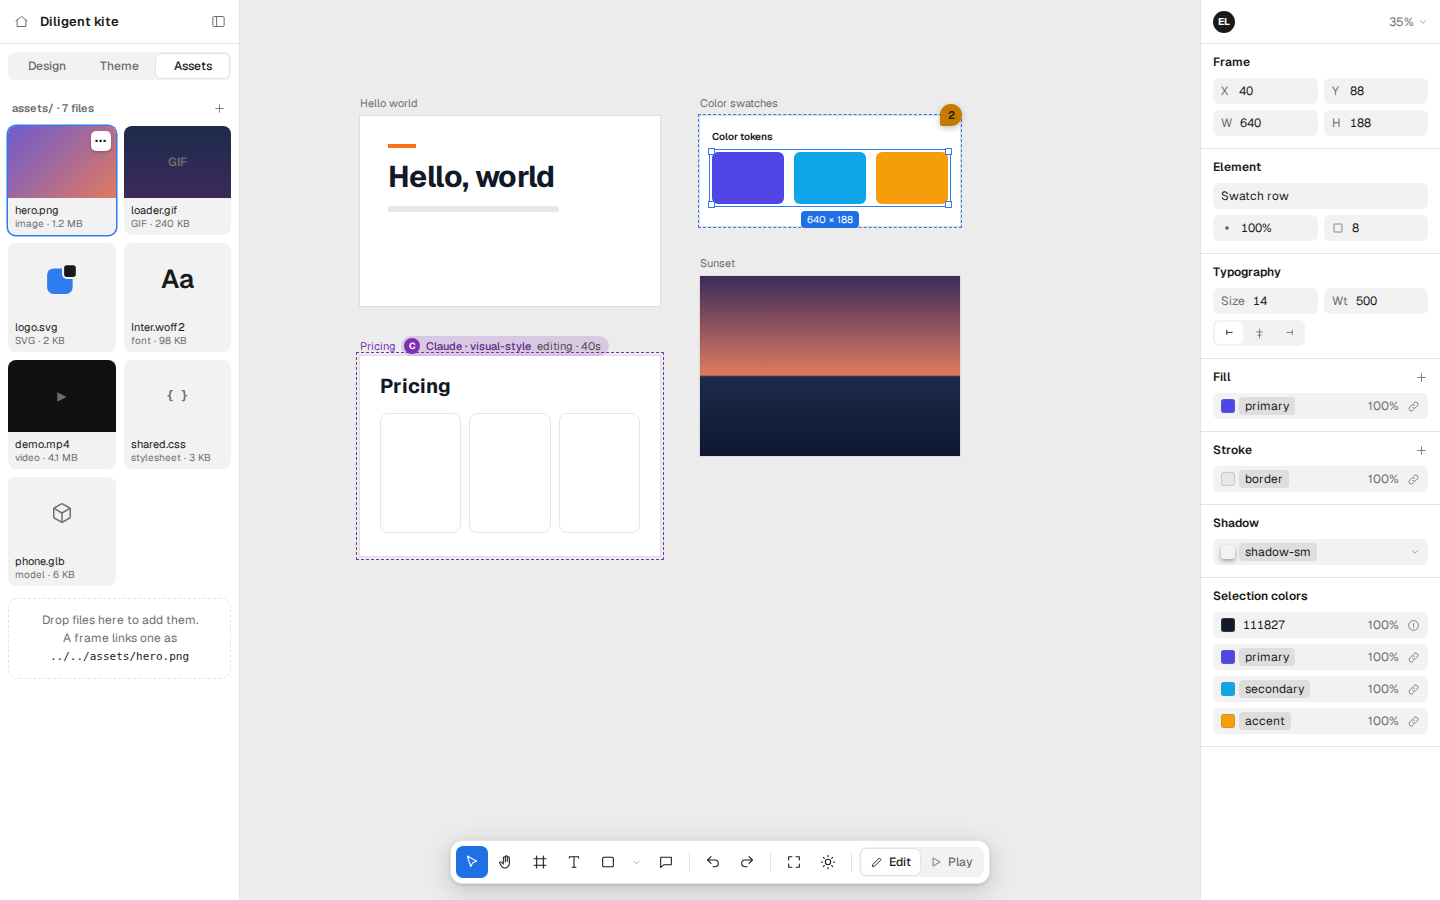 Diligent kite
Design Theme Assets
assets/ · 7 files
hero.png
image · 1.2 MB
GIF
loader.gif
GIF · 240 KB
logo.svg
SVG · 2 KB
Aa
Inter.woff2
font · 98 KB
demo.mp4
video · 4.1 MB
{ }
shared.css
stylesheet · 3 KB
phone.glb
model · 6 KB
Drop files here to add them.
A frame links one as
../../assets/hero.png
Hello world
Hello, world
Color swatches
2
Color tokens
640 × 188
Pricing
C Claude · visual-style editing · 40s
Pricing
Sunset
Edit Play
EL 35%
Frame
X 40 Y 88
W 640 H 188
Element
Swatch row
100% 8
Typography
Size 14 Wt 500
Fill
primary 100%
Stroke
border 100%
Shadow
shadow-sm
Selection colors
111827 100%
primary 100%
secondary 100%
accent 100%